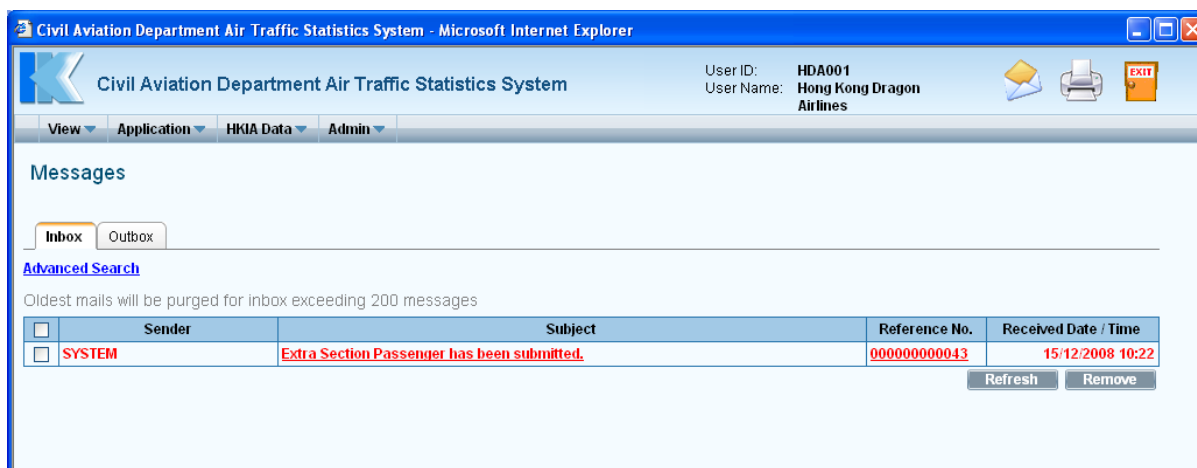 Civil Aviation Department Air Traffic Statistics System - Microsoft Internet Explorer
Civil Aviation Department Air Traffic Statistics System
User ID: HDA001
User Name: Hong Kong Dragon
Airlines
EXIT
View Application HKIA Data Admin
Messages
Inbox Outbox
Advanced Search
Oldest mails will be purged for inbox exceeding 200 messages
Sender Subject Reference No. Received Date / Time
SYSTEM Extra Section Passenger has been submitted. 000000000043 15/12/2008 10:22
Refresh Remove